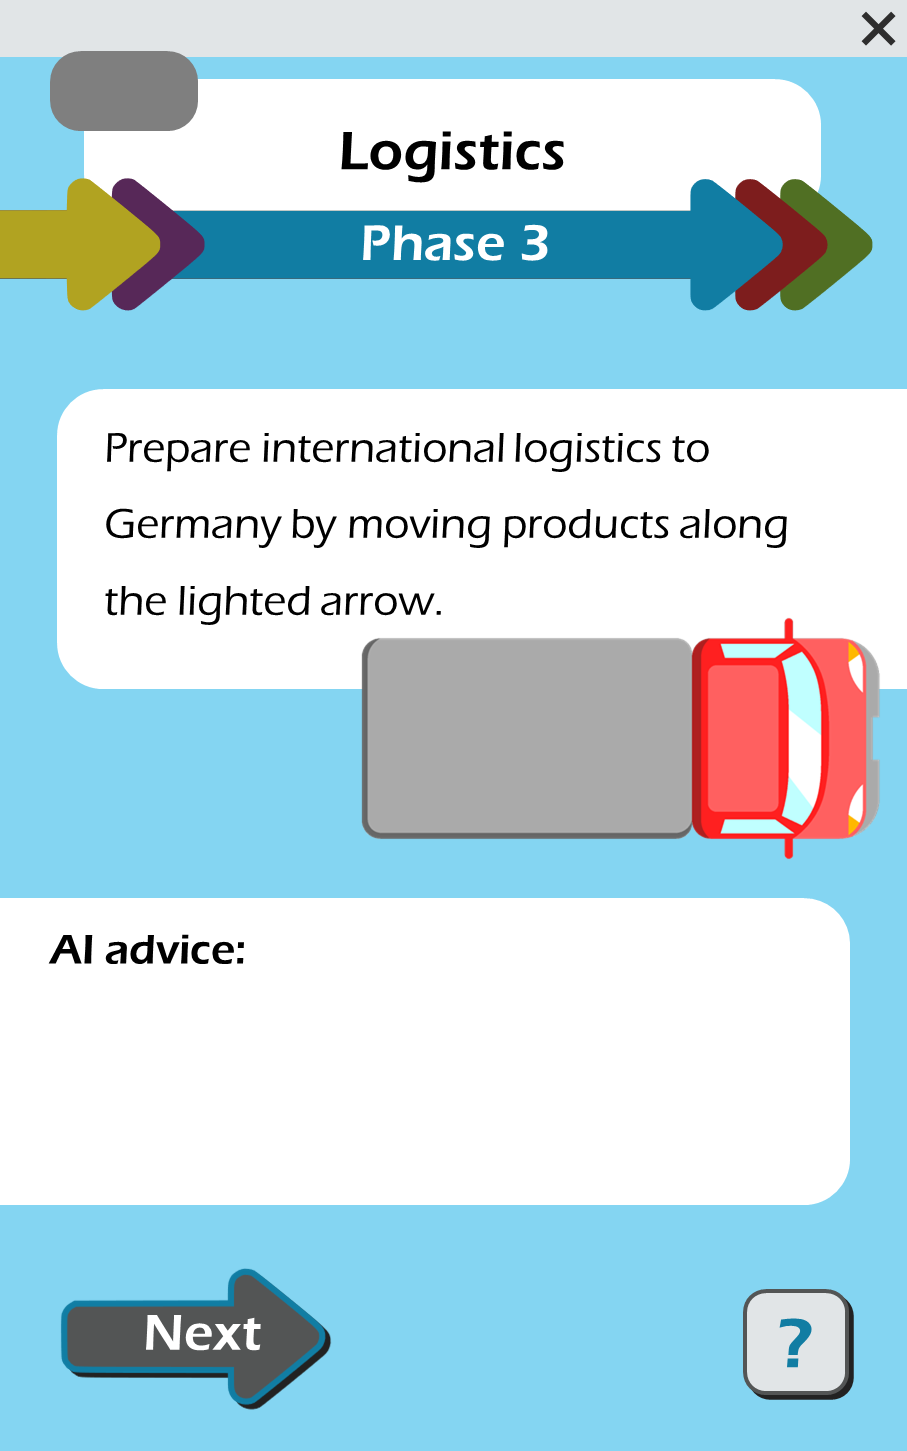 Logistics
Phase 3
Prepare international logistics to
Germany by moving products along
the lighted arrow.
AI advice:
Next
?